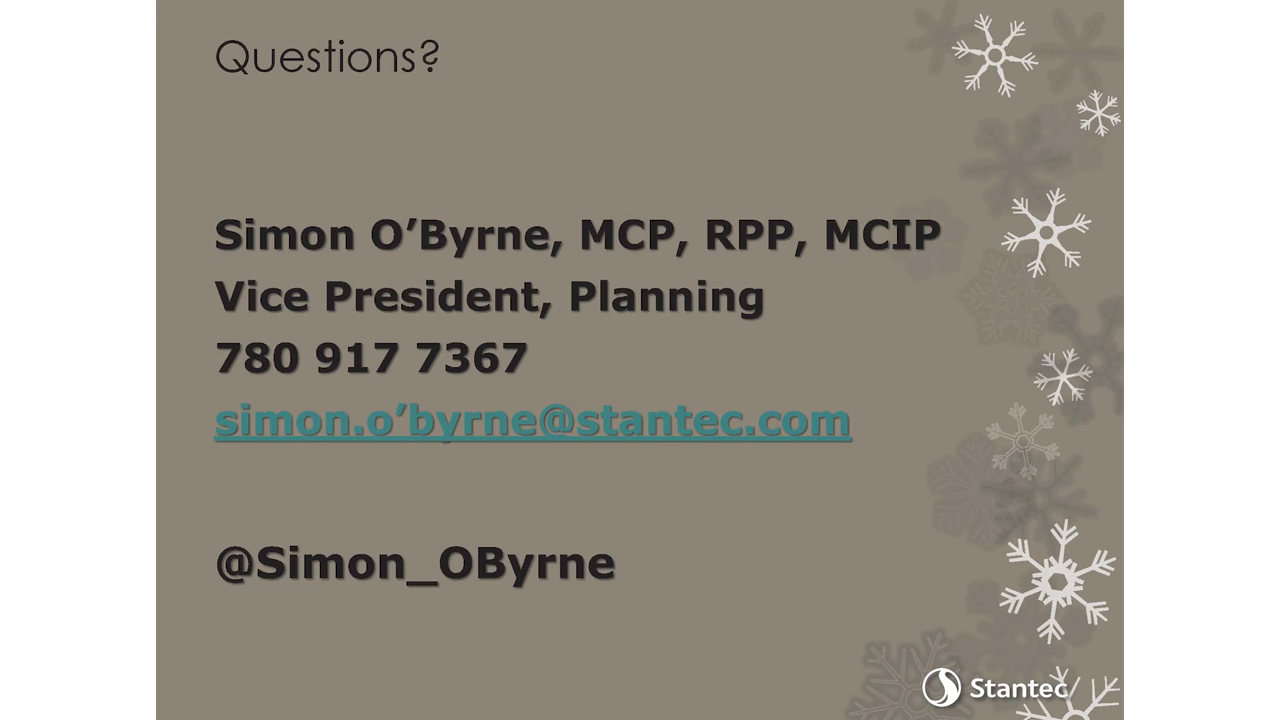 Questions?
Simon O’Byrne, MCP, RPP, MCIP
Vice President, Planning
780 917 7367
simon.o’byrne@stantec.com
@Simon_OByrne
Stantec